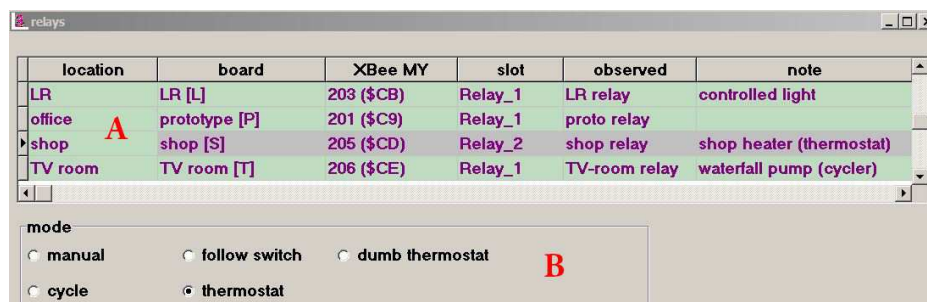 relays
location board XBee MY slot observed note
LR LR [L] 203 ($CB) Relay_1 LR relay controlled light
office prototype [P] 201 ($C9) proto relay
A
shop shop [S] 205 ($CD) Relay_2 shop relay shop heater (thermostat)
TV room TV room [T] 206 ($CE) Relay_1 TV-room relay waterfall pump (cycler)
mode
manual follow switch dumb thermostat
B
cycle thermostat